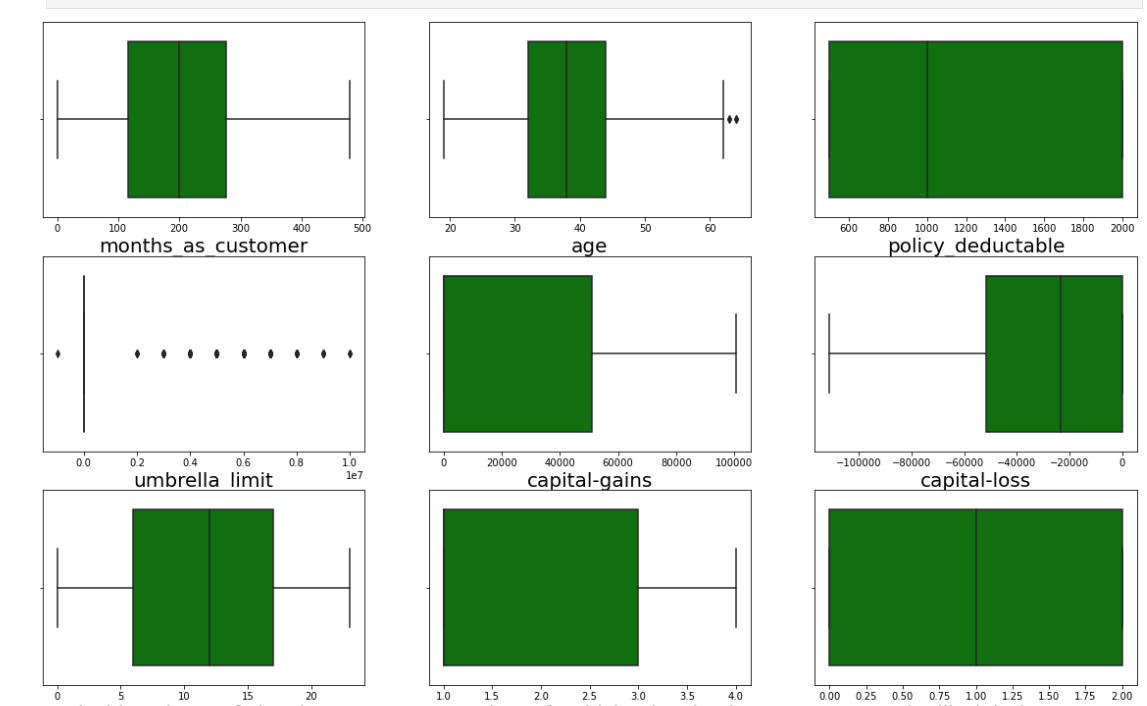 0 100 200 300 400 500
months_as_customer
20 30 40 50 60
age
600 800 1000 1200 1400 1600 1800 2000
policy_deductable
0.0 0.2 0.4 0.6 0.8 1.0
1e7
umbrella_limit
0 20000 40000 60000 80000 100000
capital-gains
−100000 −80000 −60000 −40000 −20000 0
capital-loss
0 5 10 15 20
1.0 1.5 2.0 2.5 3.0 3.5 4.0
0.00 0.25 0.50 0.75 1.00 1.25 1.50 1.75 2.00